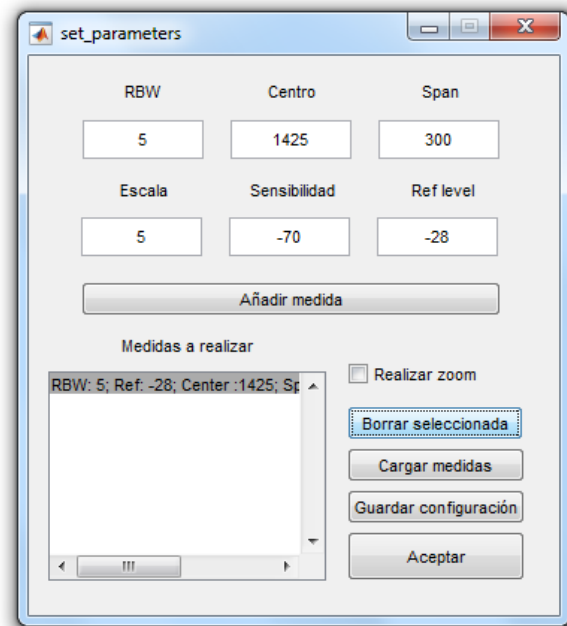 set_parameters
RBW Centro Span
5 1425 300
Escala Sensibilidad Ref level
5 -70 -28
Añadir medida
Medidas a realizar
RBW: 5; Ref: -28; Center :1425; Sp
Realizar zoom
Borrar seleccionada
Cargar medidas
Guardar configuración
Aceptar